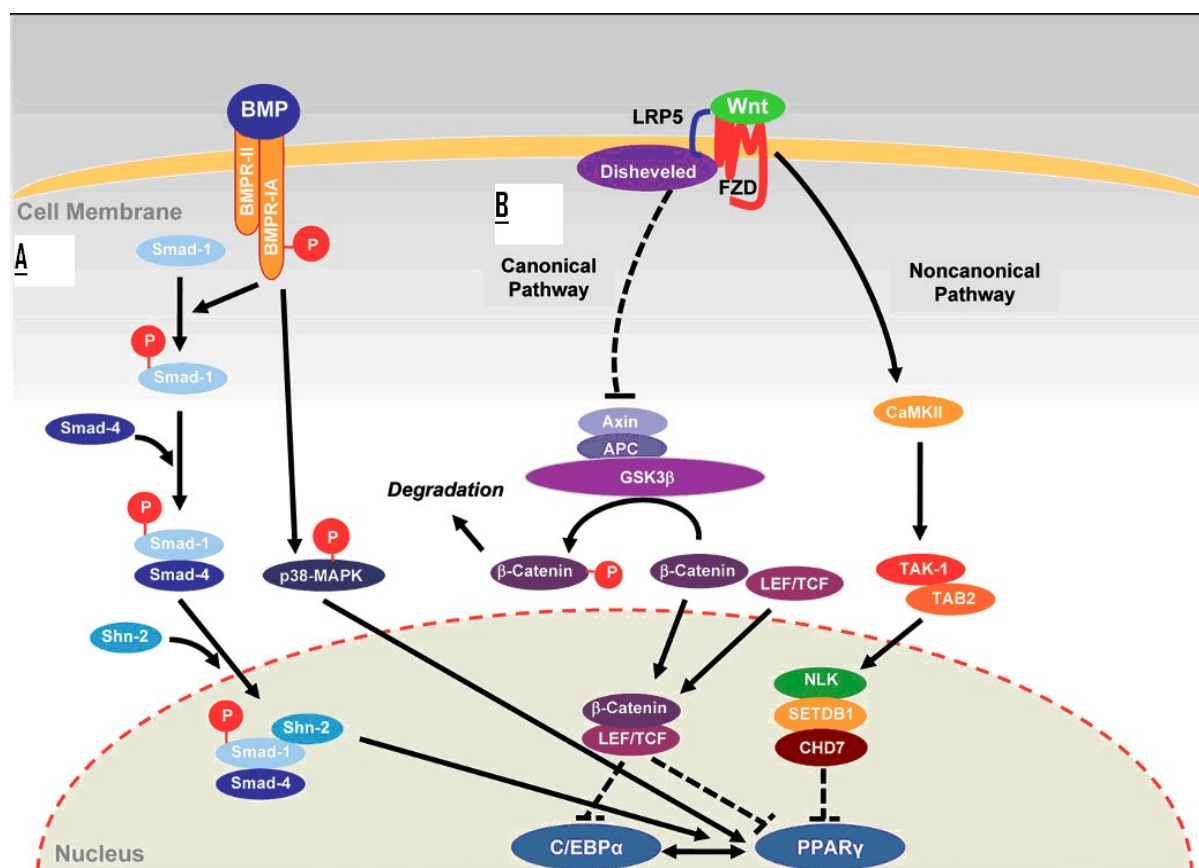 BMP
BMPR-II
BMPR-IA
P
Cell Membrane
A
Smad-1
P
Smad-1
Smad-4
P
Smad-1
Smad-4
P
p38-MAPK
Shn-2
P
Shn-2
Smad-1
Smad-4
Nucleus
B
LRP5
Wnt
Disheveled
FZD
Canonical
Pathway
Noncanonical
Pathway
Axin
APC
GSK3β
Degradation
β-Catenin
P
β-Catenin
LEF/TCF
β-Catenin
LEF/TCF
CaMKII
TAK-1
TAB2
NLK
SETDB1
CHD7
C/EBPα
PPARγ